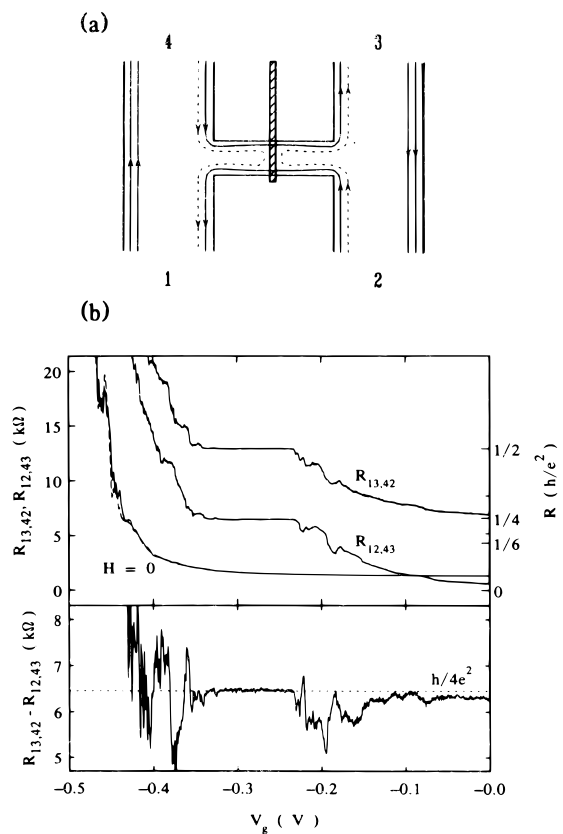 (a)
4
3
1
2
(b)
20
15
10
5
0
R13,42, R12,43 ( kΩ )
R13,42
R12,43
H = 0
1/2
1/4
1/6
0
R ( h/e² )
8
7
6
5
R13,42 - R12,43 ( kΩ )
h/4e²
-0.5
-0.4
-0.3
-0.2
-0.1
-0.0
Vg ( V )